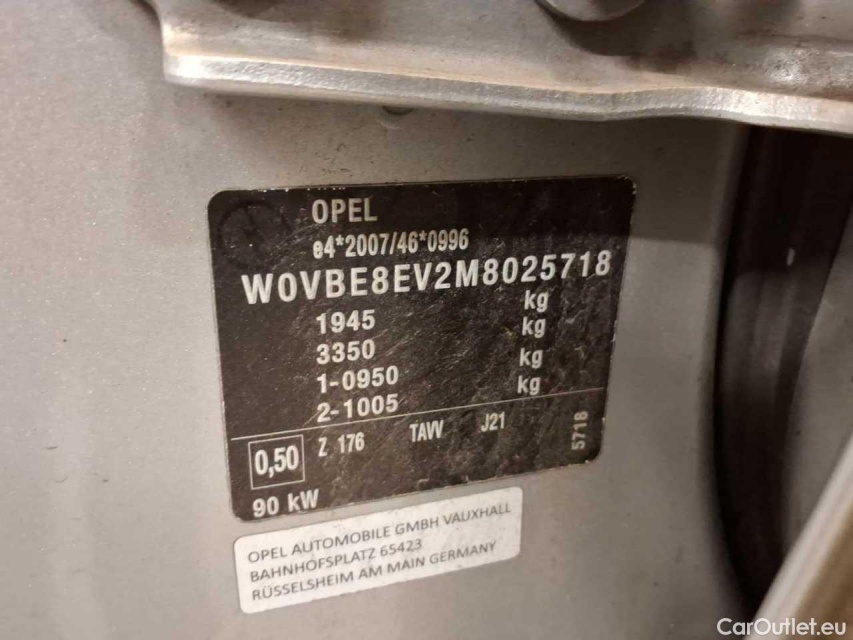 OPEL
e4*2007/46*0996
W0VBE8EV2M8025718
1945 kg
3350 kg
1-0950 kg
2-1005 kg
0,50 Z 176 TAW J21 5718
90 kW
OPEL AUTOMOBILE GMBH VAUXHALL
BAHNHOFSPLATZ 65423
RÜSSELSHEIM AM MAIN GERMANY
CarOutlet.eu